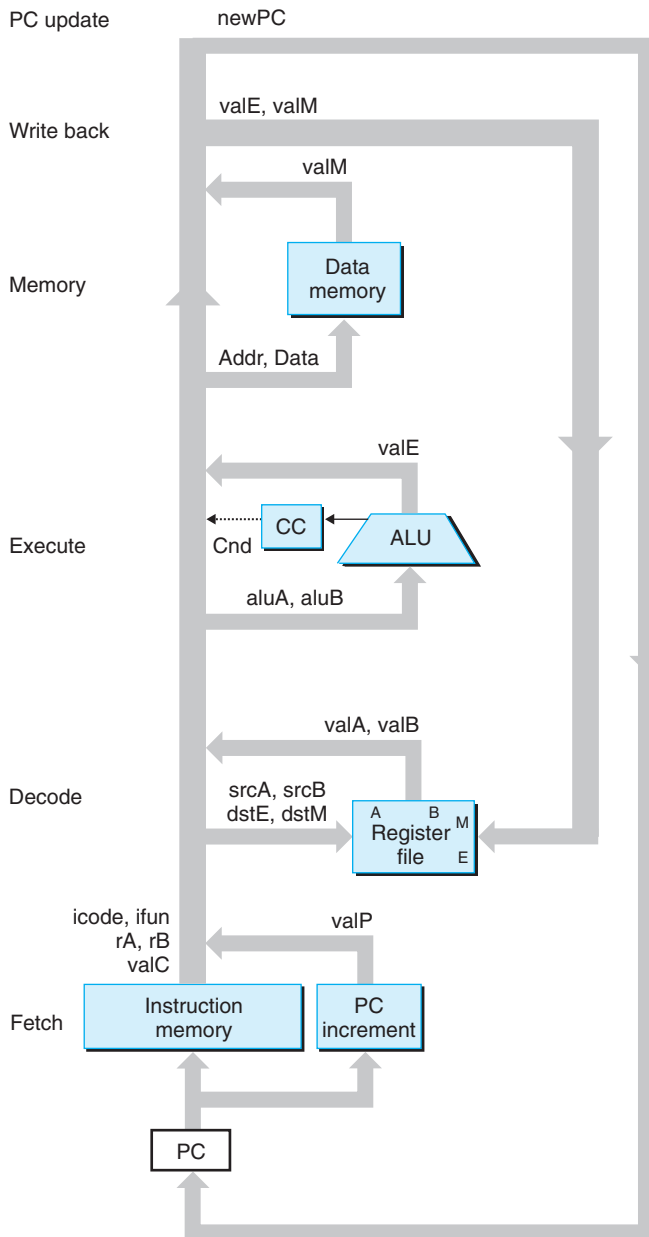 PC update
newPC
valE, valM
Write back
valM
Data
memory
Memory
Addr, Data
valE
CC
ALU
Cnd
Execute
aluA, aluB
valA, valB
srcA, srcB
dstE, dstM
Decode
A
B
M
Register
file
E
icode, ifun
rA, rB
valC
valP
Fetch
Instruction
memory
PC
increment
PC